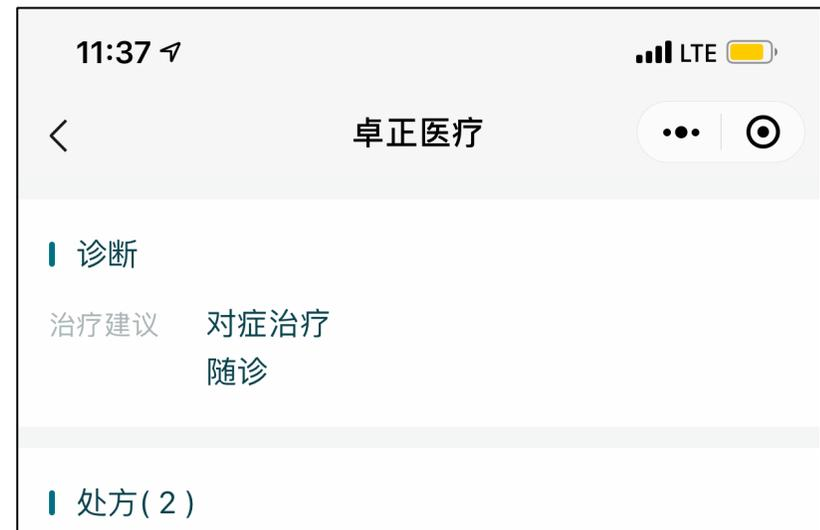 11:37 LTE
卓正医疗
诊断
治疗建议 对症治疗
随诊
处方( 2 )